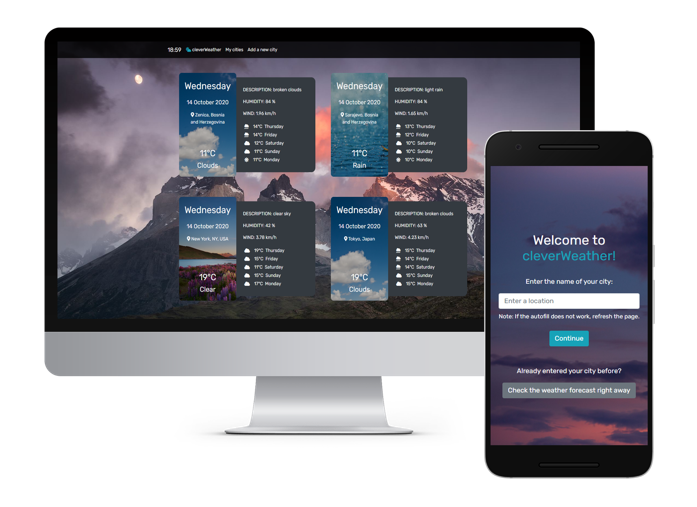 18:59 cleverWeather My cities Add a new city
Wednesday
14 October 2020
Zenica, Bosnia
and Herzegovina
11°C
Clouds
DESCRIPTION: broken clouds
HUMIDITY: 84 %
WIND: 1.96 km/h
14°C Thursday
14°C Friday
12°C Saturday
11°C Sunday
11°C Monday
Wednesday
14 October 2020
Sarajevo, Bosnia
and Herzegovina
11°C
Rain
DESCRIPTION: light rain
HUMIDITY: 84 %
WIND: 1.65 km/h
13°C Thursday
12°C Friday
10°C Saturday
10°C Sunday
10°C Monday
Wednesday
14 October 2020
New York, NY, USA
19°C
Clear
DESCRIPTION: clear sky
HUMIDITY: 42 %
WIND: 3.78 km/h
19°C Thursday
15°C Friday
11°C Saturday
15°C Sunday
17°C Monday
Wednesday
14 October 2020
Tokyo, Japan
19°C
Clouds
DESCRIPTION: broken clouds
HUMIDITY: 63 %
WIND: 4.23 km/h
15°C Thursday
14°C Friday
14°C Saturday
15°C Sunday
15°C Monday
Welcome to
cleverWeather!
Enter the name of your city:
Enter a location
Note: If the autofill does not work, refresh the page.
Continue
Already entered your city before?
Check the weather forecast right away